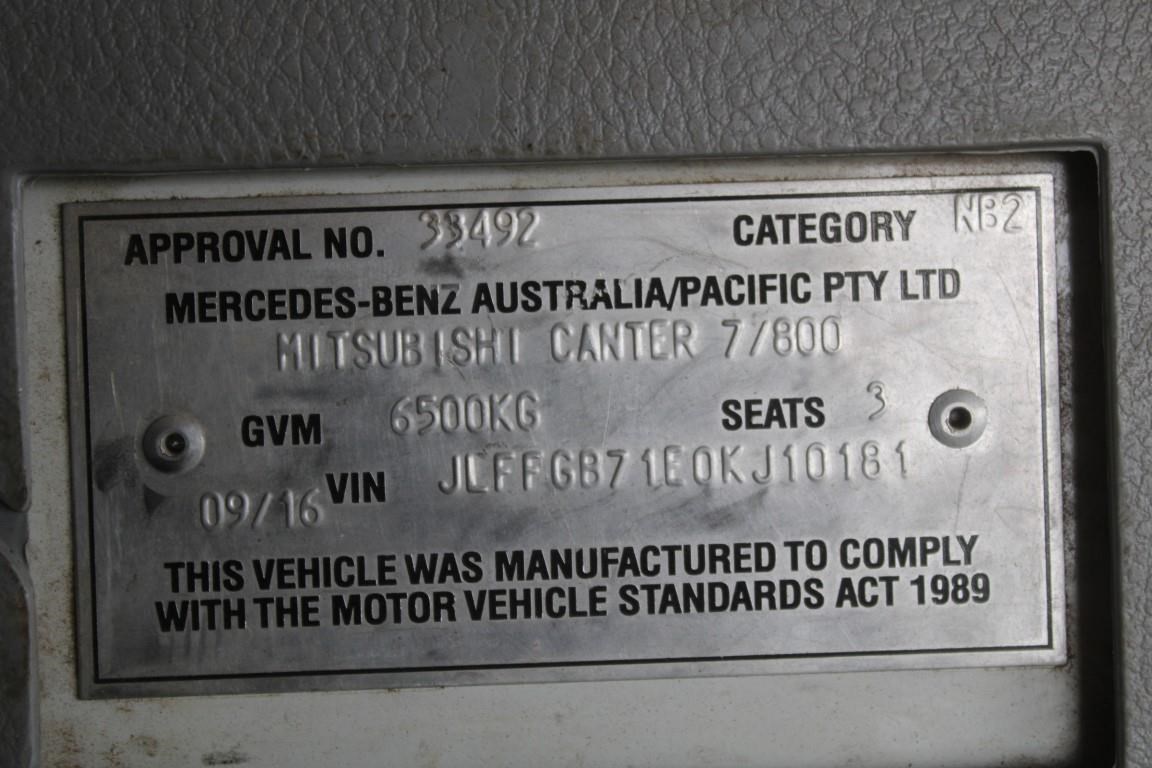 APPROVAL NO. 33492 CATEGORY NB2
MERCEDES-BENZ AUSTRALIA/PACIFIC PTY LTD
MITSUBISHI CANTER 7/800
GVM 6500KG SEATS 3
09/16 VIN JLFFGB71E0KJ10181
THIS VEHICLE WAS MANUFACTURED TO COMPLY
WITH THE MOTOR VEHICLE STANDARDS ACT 1989